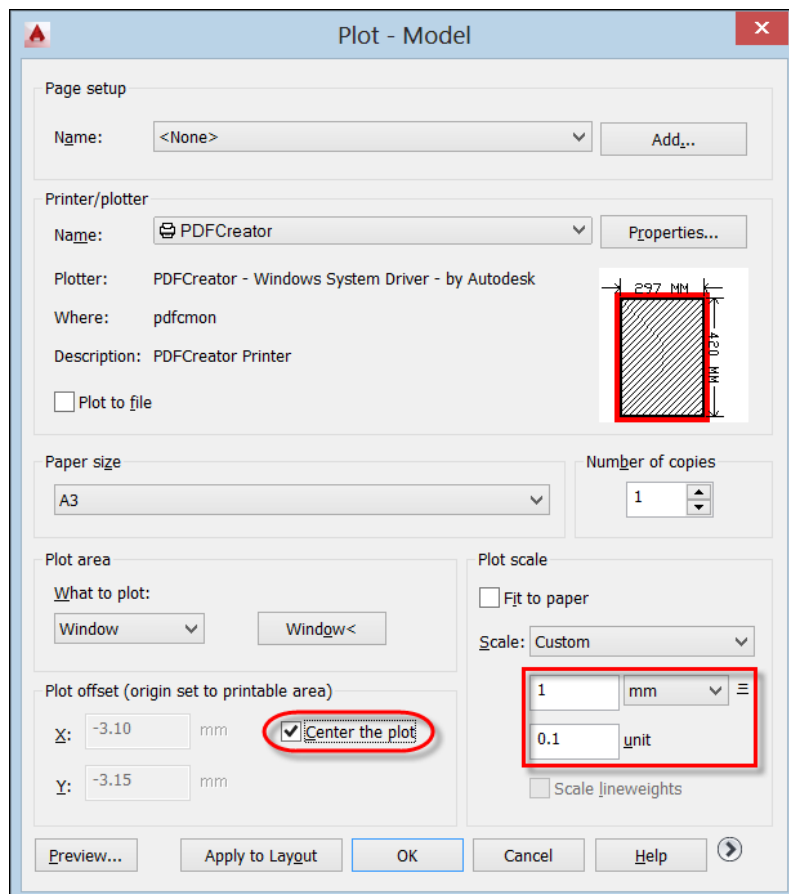 Plot - Model
Page setup
Name: <None> Add...
Printer/plotter
Name: PDFCreator Properties...
Plotter: PDFCreator - Windows System Driver - by Autodesk
Where: pdfcmon
Description: PDFCreator Printer
297 MM
420 MM
Plot to file
Paper size
A3
Number of copies
1
Plot area
What to plot:
Window Window<
Plot offset (origin set to printable area)
X: -3.10 mm Center the plot
Y: -3.15 mm
Plot scale
Fit to paper
Scale: Custom
1 mm =
0.1 unit
Scale lineweights
Preview... Apply to Layout OK Cancel Help